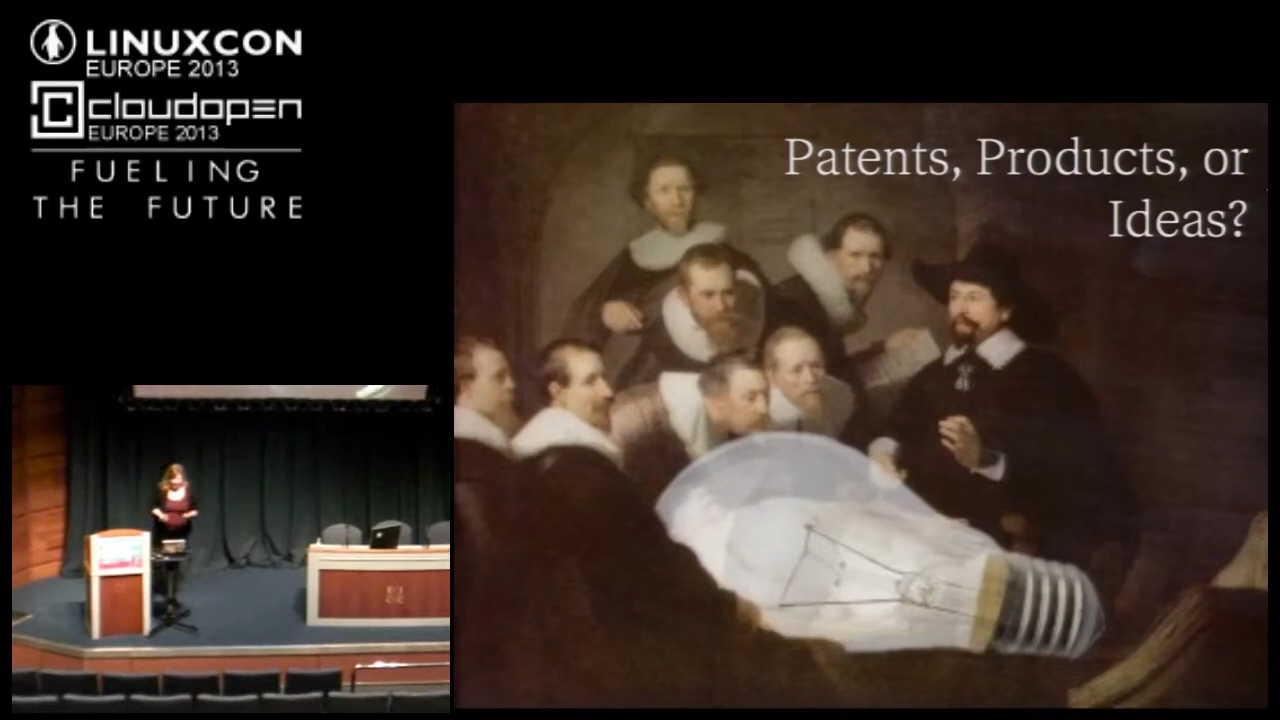 LINUXCON
EUROPE 2013
cloudopen
EUROPE 2013
FUELING
THE FUTURE
Patents, Products, or
Ideas?